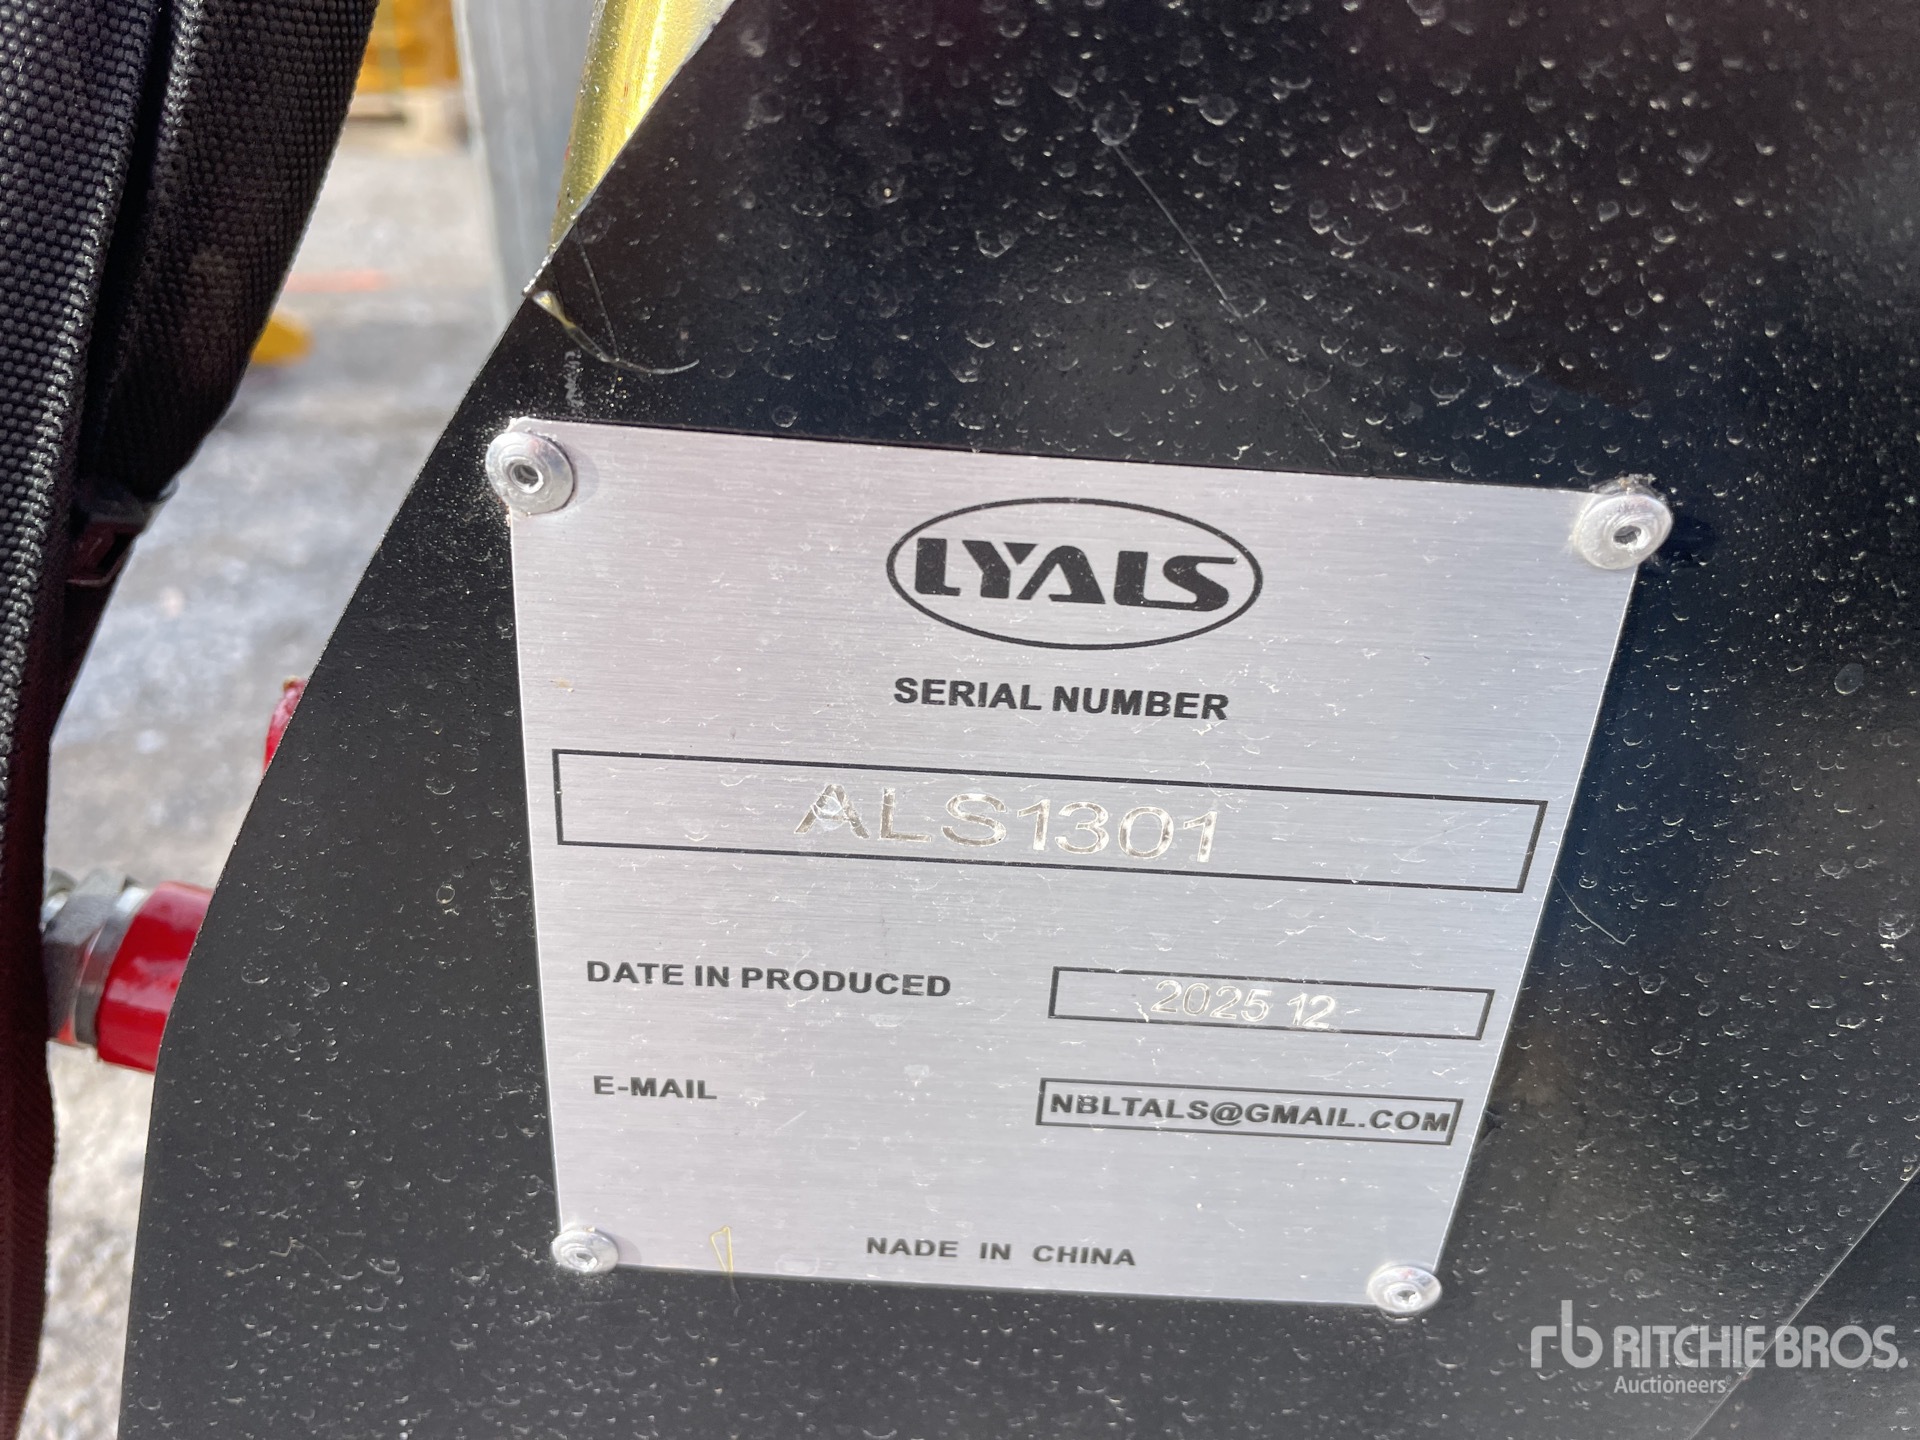 LYALS
SERIAL NUMBER
ALS1301
DATE IN PRODUCED
2025 12
E-MAIL
NBLTALS@GMAIL.COM
NADE IN CHINA
rb RITCHIE BROS.
Auctioneers